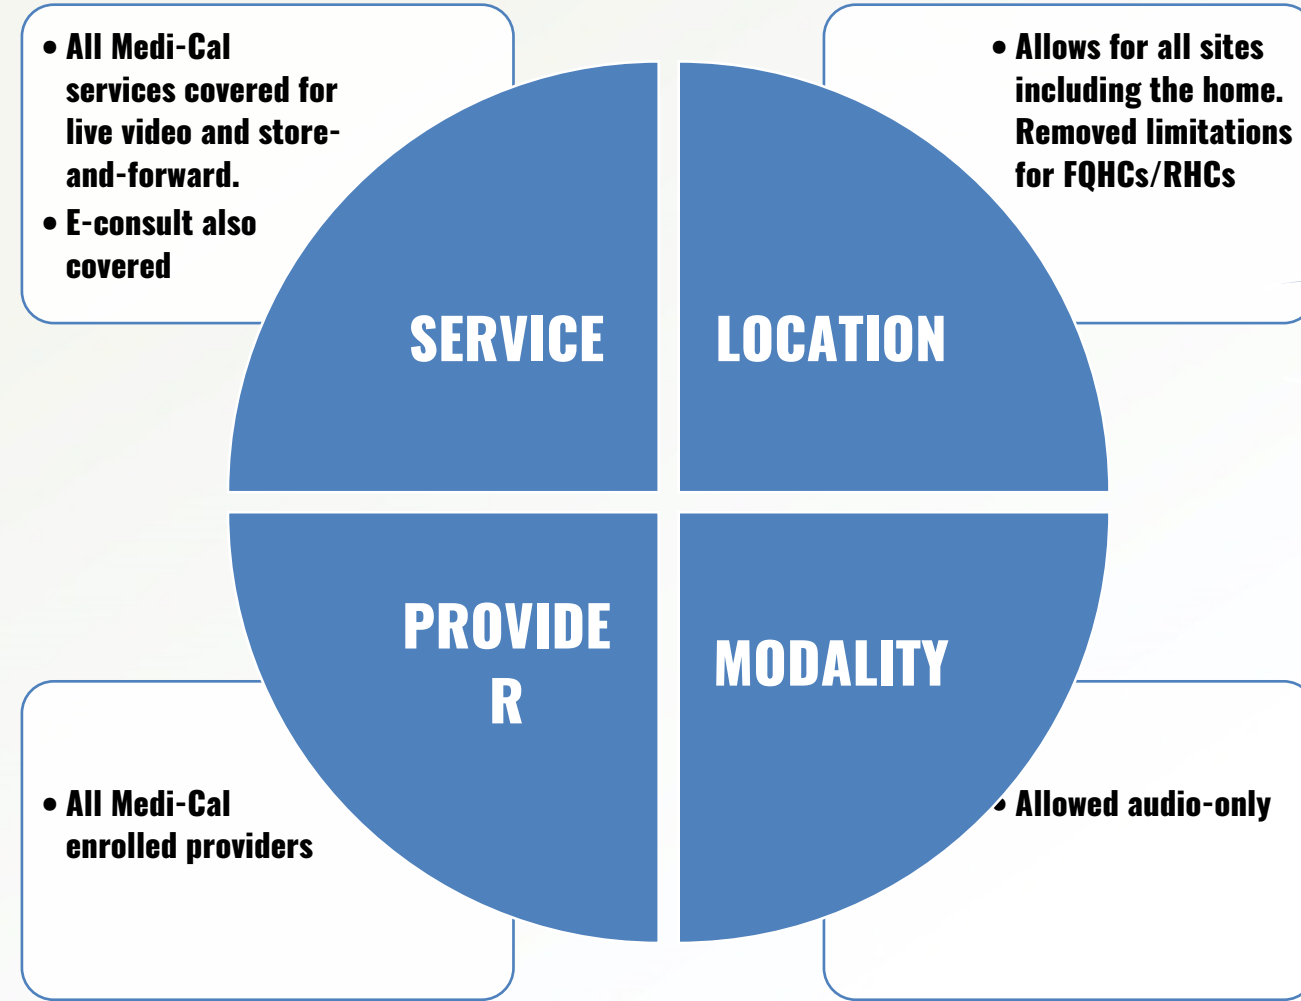 • All Medi-Cal
services covered for
live video and store-
and-forward.
• E-consult also
covered
• Allows for all sites
including the home.
Removed limitations
for FQHCs/RHCs
SERVICE
LOCATION
PROVIDE
R
MODALITY
• All Medi-Cal
enrolled providers
• Allowed audio-only